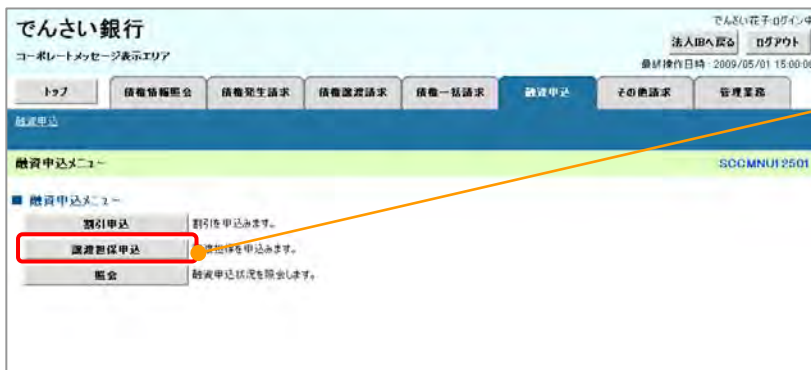 でんさい銀行
でんさい花子:ログイン中
コーポレートメッセージ表示エリア
法人IBへ戻る ログアウト
最終操作日時:2009/05/01 15:00:00
トップ 債権情報照会 債権発生請求 債権譲渡請求 債権一括請求 融資申込 その他請求 管理業務
融資申込
融資申込メニュー SCCMNU12501
■ 融資申込メニュー
割引申込 割引を申込みます。
譲渡担保申込 渡担保を申込みます。
照会 融資申込状況を照会します。